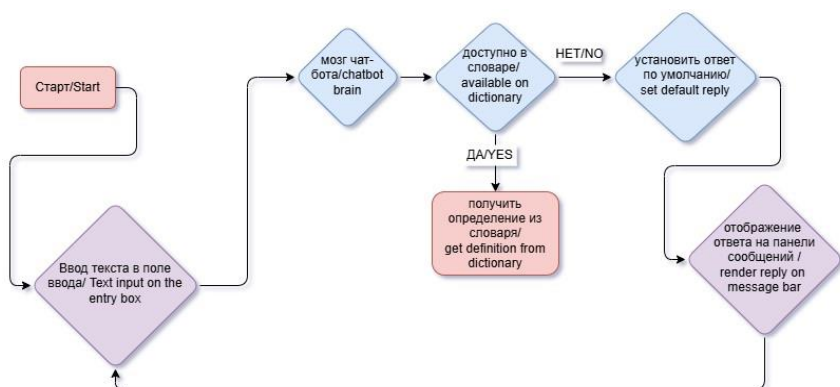 Старт/Start
мозг чат-
бота/chatbot
brain
доступно в
словаре/
available on
dictionary
НЕТ/NO
установить ответ
по умолчанию/
set default reply
ДА/YES
получить
определение из
словаря/
get definition from
dictionary
отображение
ответа на панели
сообщений /
render reply on
message bar
Ввод текста в поле
ввода/ Text input on the
entry box